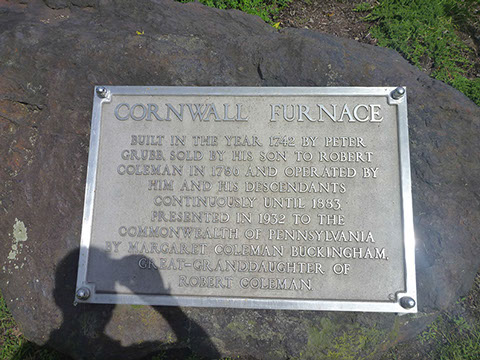 CORNWALL FURNACE
BUILT IN THE YEAR 1742 BY PETER
GRUBB, SOLD BY HIS SON TO ROBERT
COLEMAN IN 1786 AND OPERATED BY
HIM AND HIS DESCENDANTS
CONTINUOUSLY UNTIL 1883
PRESENTED IN 1932 TO THE
COMMONWEALTH OF PENNSYLVANIA
BY MARGARET COLEMAN BUCKINGHAM,
GREAT-GRANDDAUGHTER OF
ROBERT COLEMAN